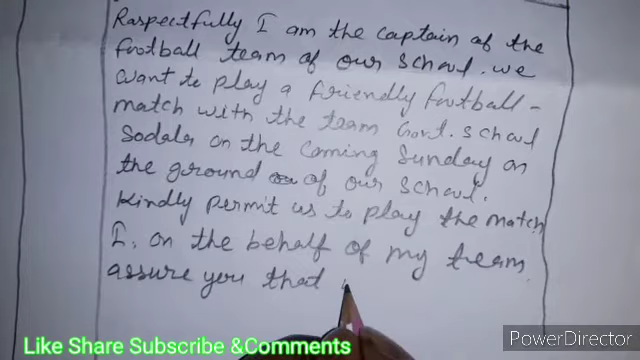 Raspectfully I am the captain of the
football team of our school. we
want to play a friendly football -
match with the team Govt. school
Sodala on the coming Sunday on
the ground of our school.
Kindly permit us to play the match
I, on the behalf of my team
assure you that
Like Share Subscribe &Comments
PowerDirector